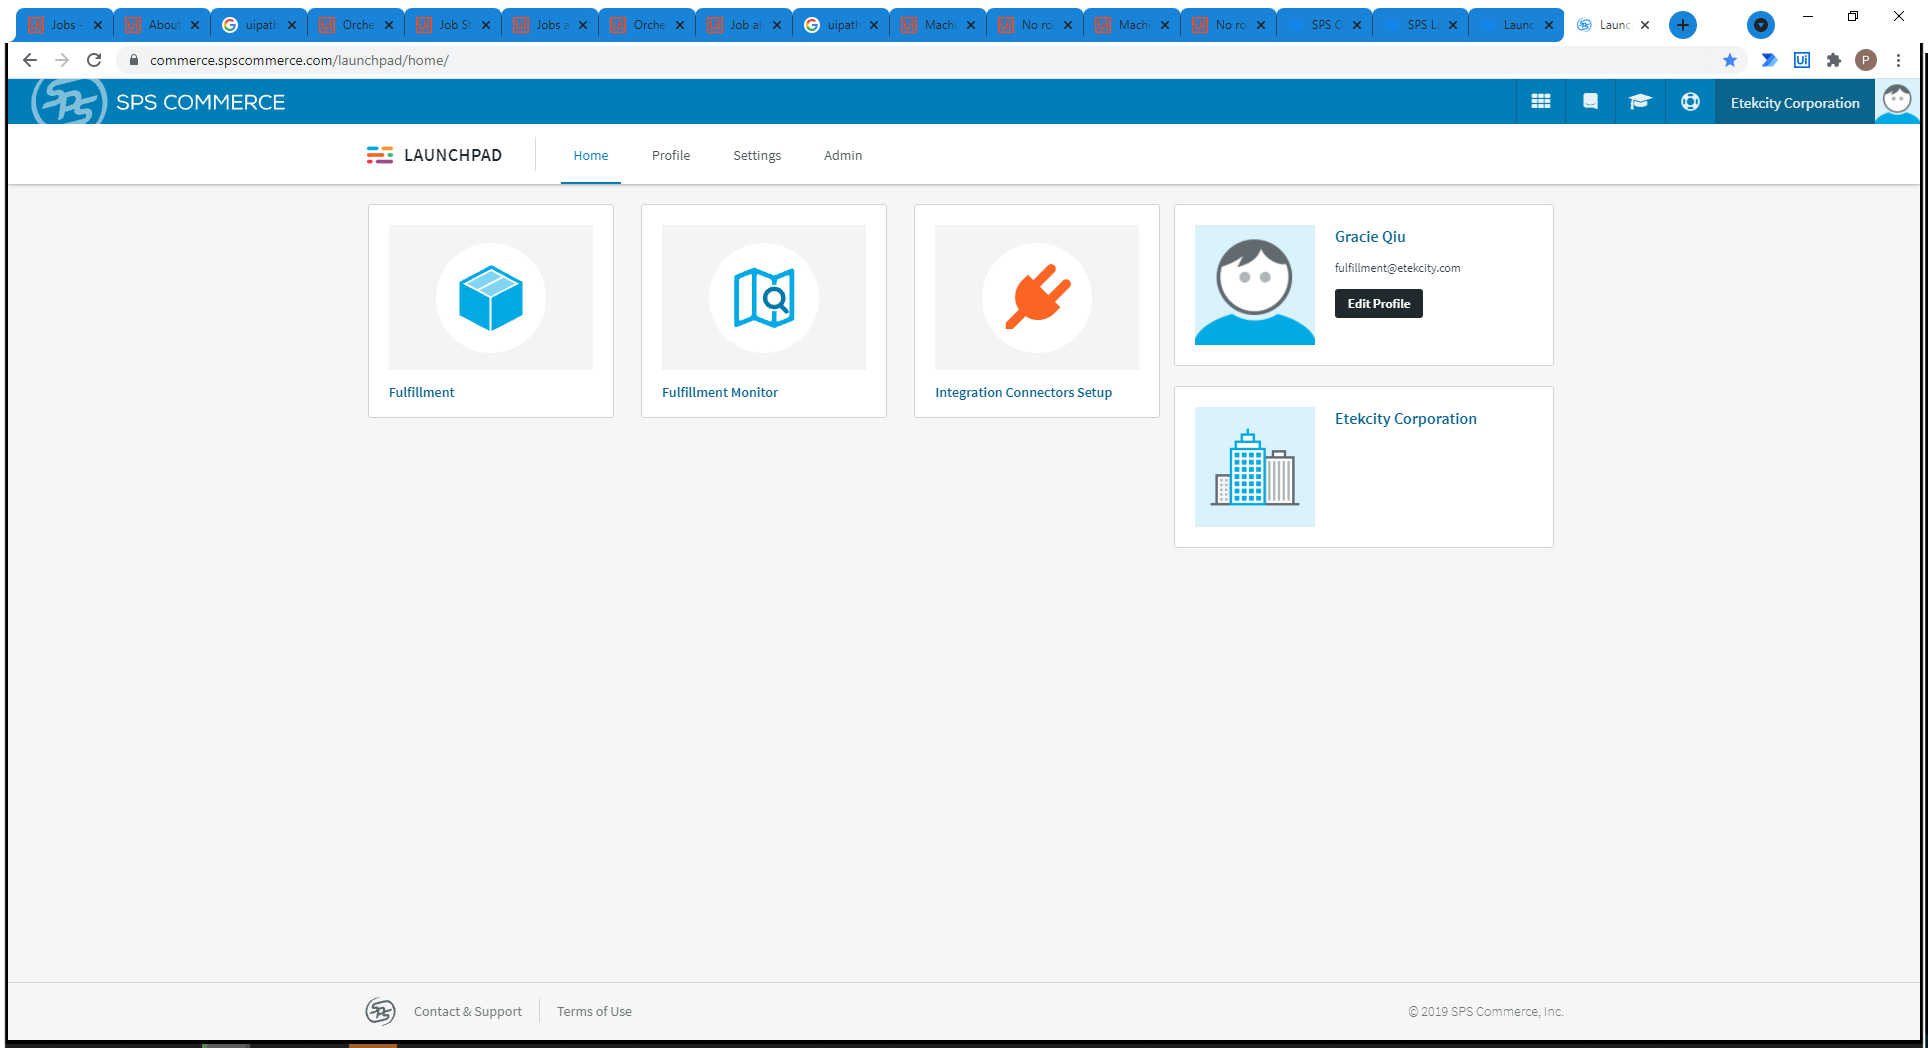 Jobs - About uipath Orche Job St Jobs a Orche Job al uipath Machi No ro Machi No ro SPS C SPS Lo Launc Launc
commerce.spscommerce.com/launchpad/home/
P
SPS SPS COMMERCE
Etekcity Corporation
LAUNCHPAD Home Profile Settings Admin
Fulfillment
Fulfillment Monitor
Integration Connectors Setup
Gracie Qiu
fulfillment@etekcity.com
Edit Profile
Etekcity Corporation
SPS Contact & Support Terms of Use
© 2019 SPS Commerce, Inc.